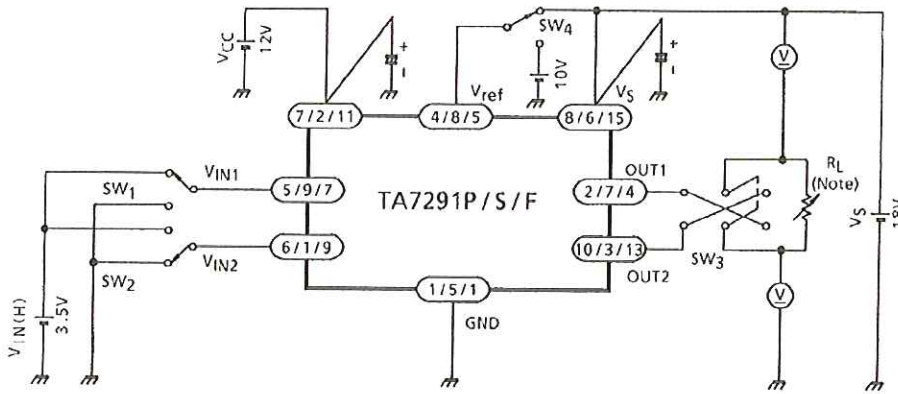 VCC
12V
SW4
10V
Vref
VS
7/2/11
4/8/5
8/6/15
V
VIN1
SW1
5/9/7
TA7291P/S/F
OUT1
2/7/4
RL
(Note)
VS
18V
SW2
VIN2
6/1/9
10/3/13
OUT2
SW3
VIN(H)
3.5V
1/5/1
GND
V
+
-
+
-